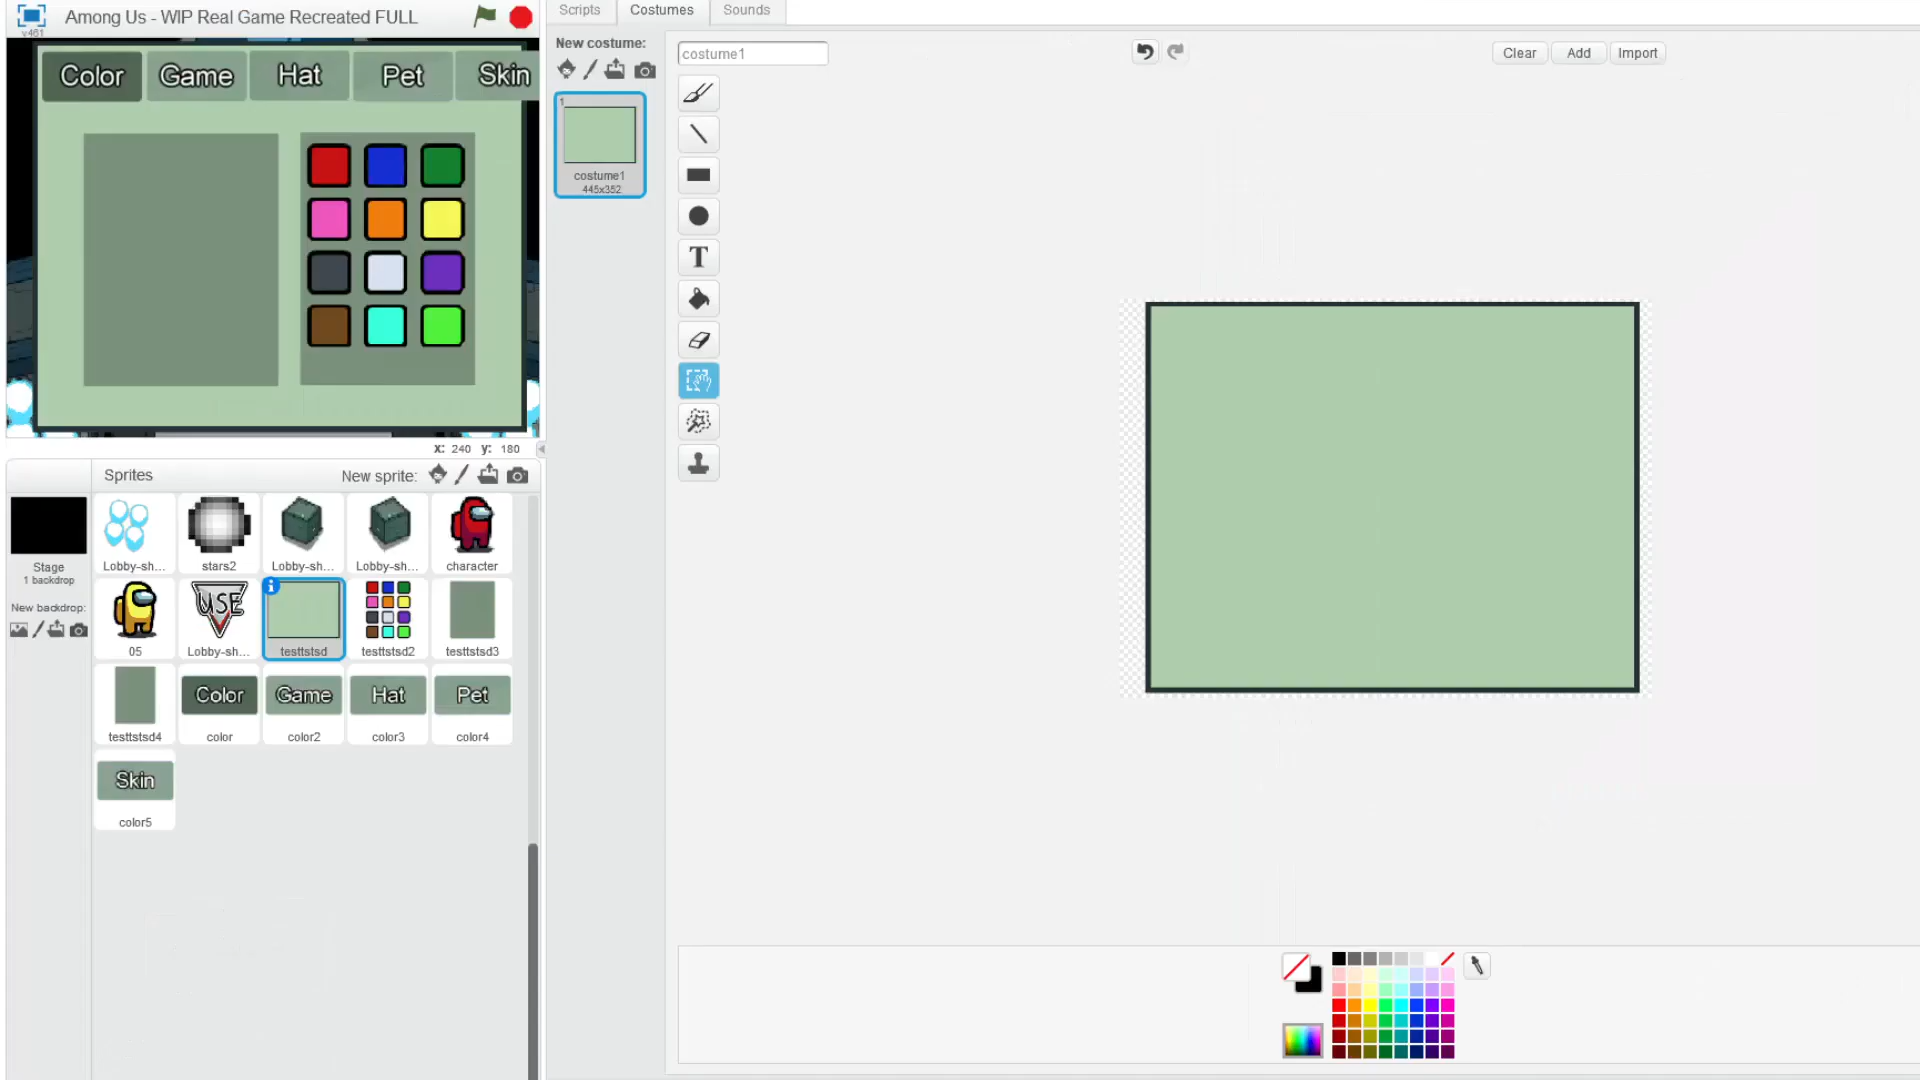 Among Us - WIP Real Game Recreated FULL
v461
Scripts
Costumes
Sounds
New costume:
costume1
Clear
Add
Import
Color
Game
Hat
Pet
Skin
1
costume1
445x352
T
x: 240 y: 180
Sprites
New sprite:
Stage
1 backdrop
New backdrop:
Lobby-sh...
stars2
Lobby-sh...
Lobby-sh...
character
USE
05
Lobby-sh...
testtstsd
testtstsd2
testtstsd3
Color
Game
Hat
Pet
testtstsd4
color
color2
color3
color4
Skin
color5